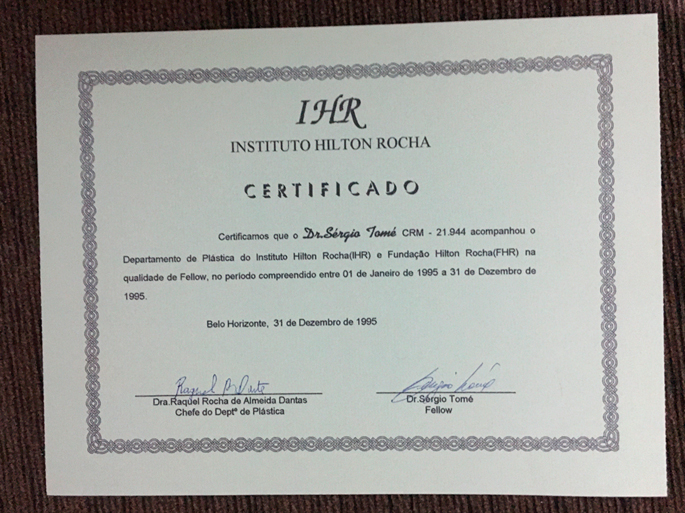 IHR
INSTITUTO HILTON ROCHA
CERTIFICADO
Certificamos que o Dr.Sérgio Tomé CRM - 21.944 acompanhou o
Departamento de Plástica do Instituto Hilton Rocha(IHR) e Fundação Hilton Rocha(FHR) na
qualidade de Fellow, no período compreendido entre 01 de Janeiro de 1995 a 31 de Dezembro de
1995.
Belo Horizonte, 31 de Dezembro de 1995
Dra.Raquel Rocha de Almeida Dantas
Chefe do Deptº de Plástica
Dr.Sérgio Tomé
Fellow